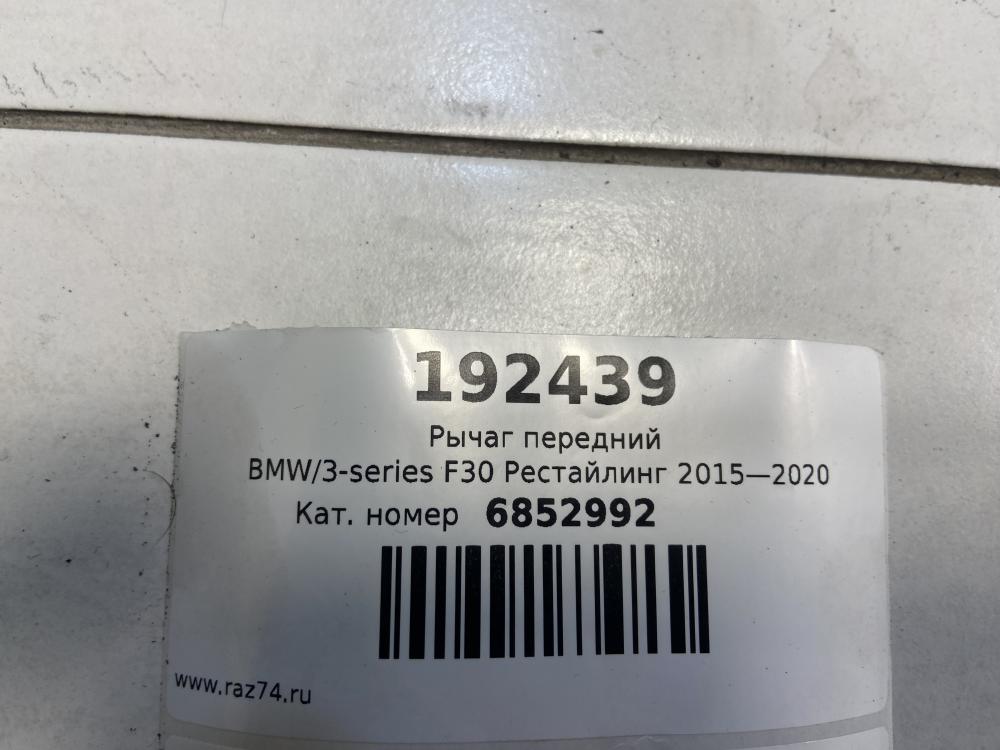 192439
Рычаг передний
BMW/3-series F30 Рестайлинг 2015—2020
Кат. номер 6852992
www.raz74.ru